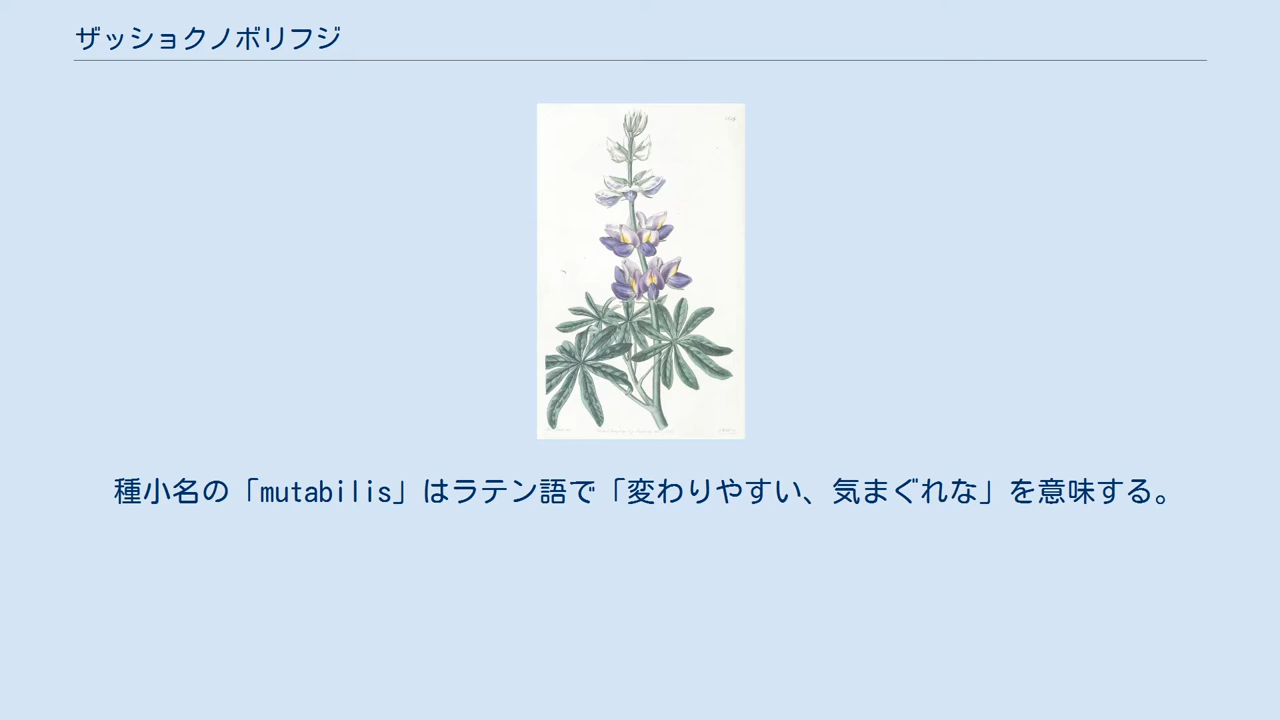 ザッショクノボリフジ
種小名の「mutabilis」はラテン語で「変わりやすい、気まぐれな」を意味する。